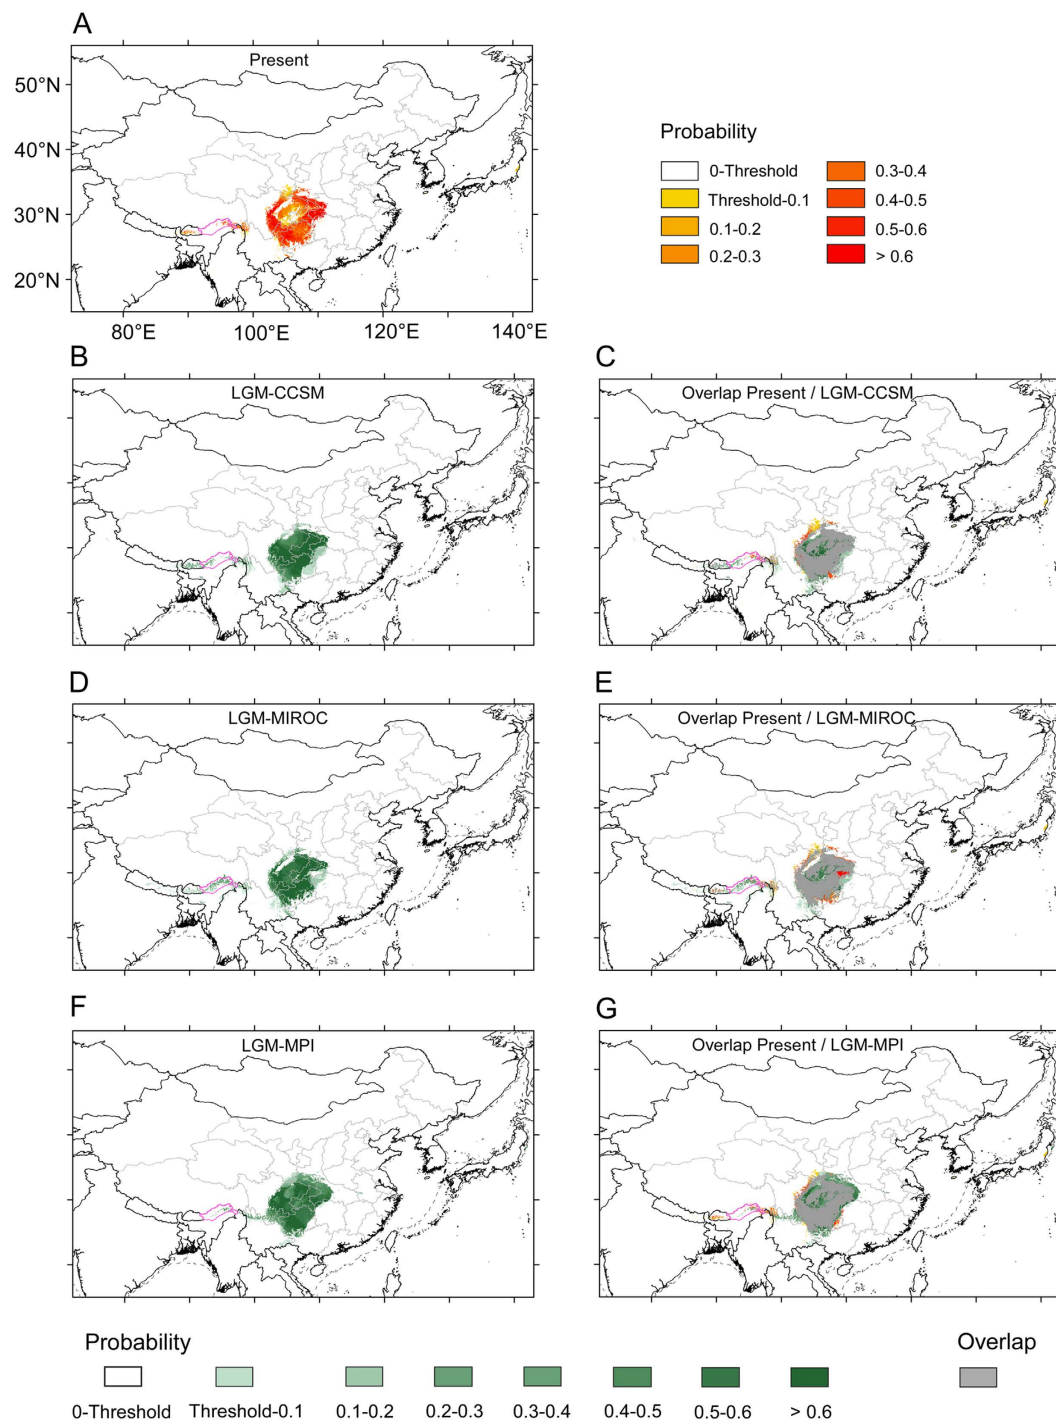 A
Present
50°N
40°N
30°N
20°N
80°E 100°E 120°E 140°E
Probability
0-Threshold 0.3-0.4
Threshold-0.1 0.4-0.5
0.1-0.2 0.5-0.6
0.2-0.3 > 0.6
B C
LGM-CCSM Overlap Present / LGM-CCSM
D E
LGM-MIROC Overlap Present / LGM-MIROC
F G
LGM-MPI Overlap Present / LGM-MPI
Probability Overlap
0-Threshold Threshold-0.1 0.1-0.2 0.2-0.3 0.3-0.4 0.4-0.5 0.5-0.6 > 0.6